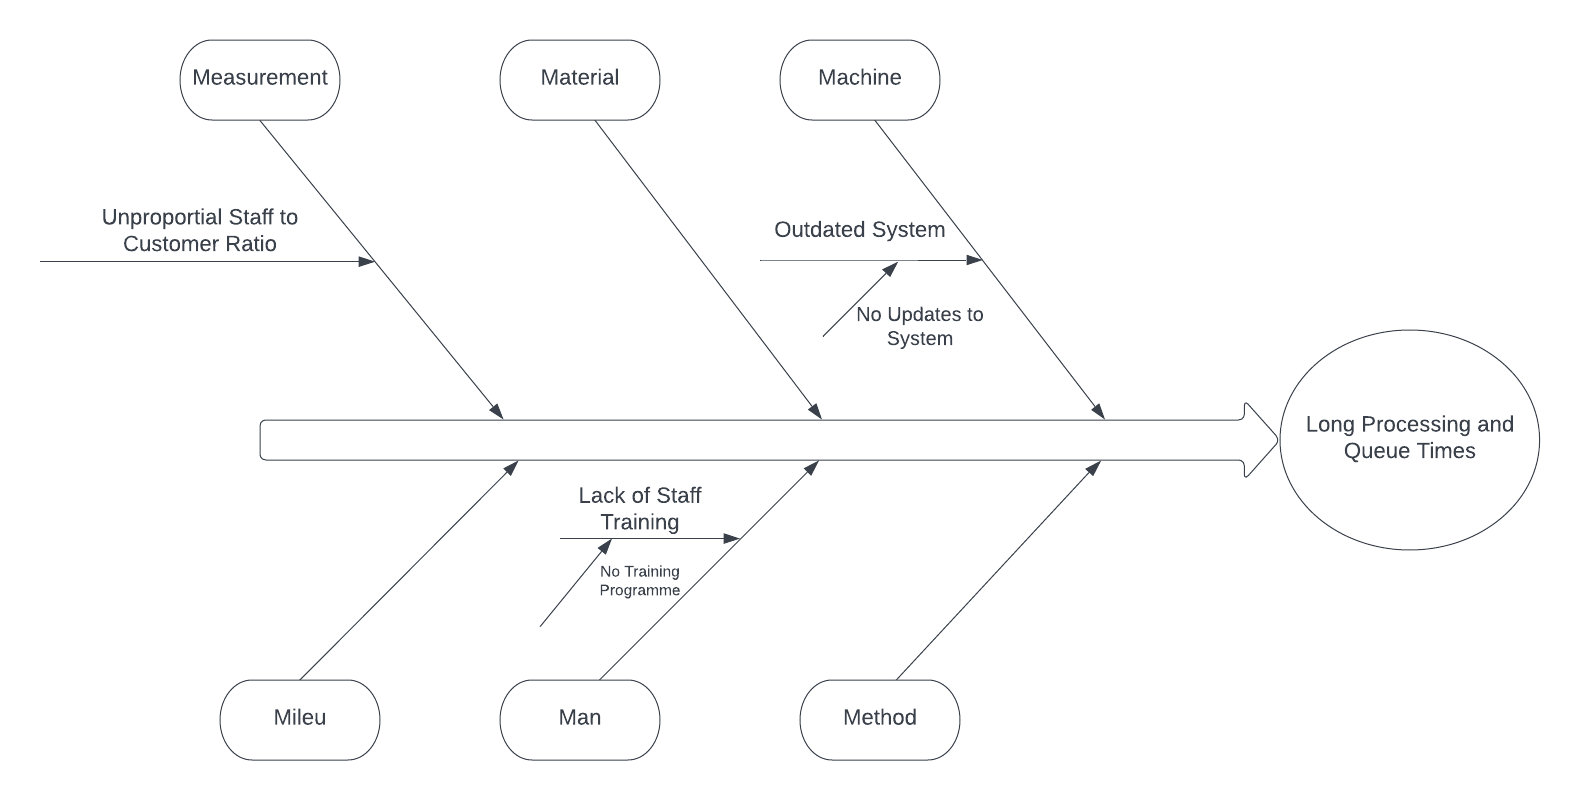 Measurement
Material
Machine
Unproportial Staff to
Customer Ratio
Outdated System
No Updates to
System
Long Processing and
Queue Times
Lack of Staff
Training
No Training
Programme
Mileu
Man
Method